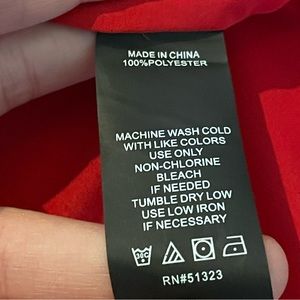 MADE IN CHINA
100%POLYESTER
MACHINE WASH COLD
WITH LIKE COLORS
USE ONLY
NON-CHLORINE
BLEACH
IF NEEDED
TUMBLE DRY LOW
USE LOW IRON
IF NECESSARY
30C
RN#51323